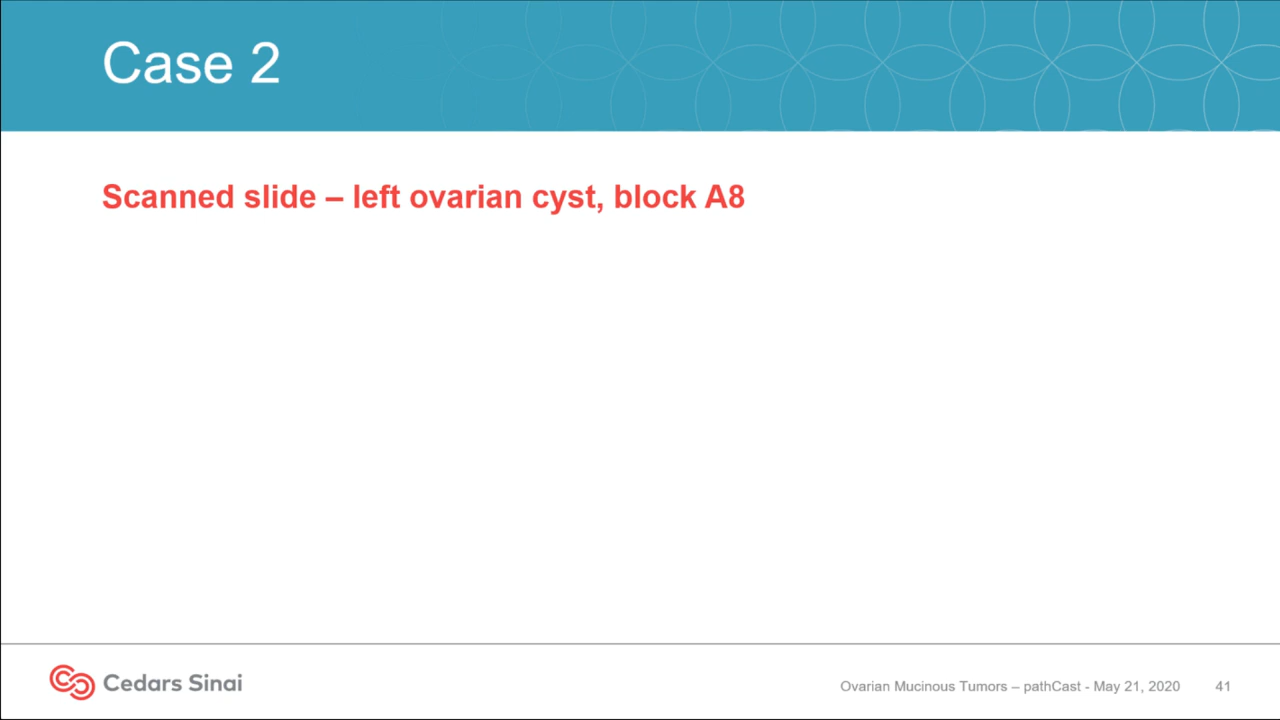 Case 2
Scanned slide – left ovarian cyst, block A8
Cedars Sinai
Ovarian Mucinous Tumors – pathCast - May 21, 2020 41